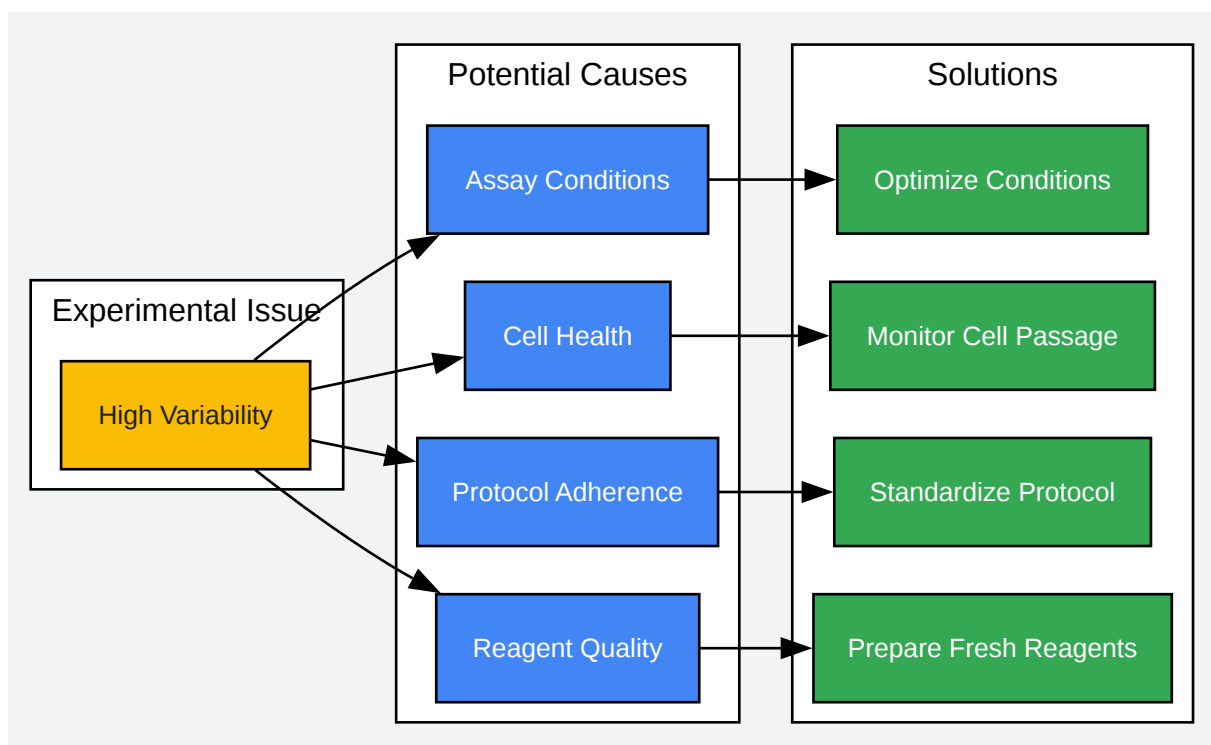 Experimental Issue
High Variability
Potential Causes
Assay Conditions
Cell Health
Protocol Adherence
Reagent Quality
Solutions
Optimize Conditions
Monitor Cell Passage
Standardize Protocol
Prepare Fresh Reagents